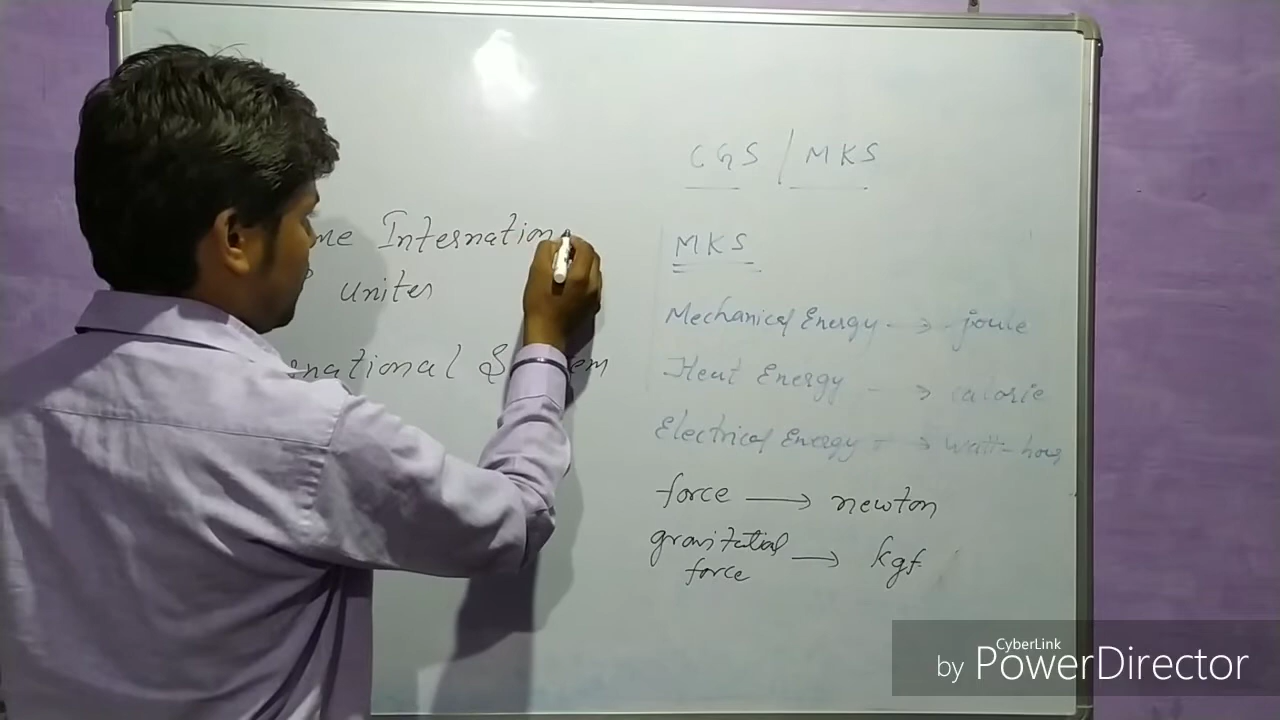 CGS / MKS
me Internation
unites
national System
MKS
Mechanical Energy → joule
Heat Energy → calorie
Electrical Energy → watt-hour
force → newton
gravitational force → kgf
CyberLink
by PowerDirector